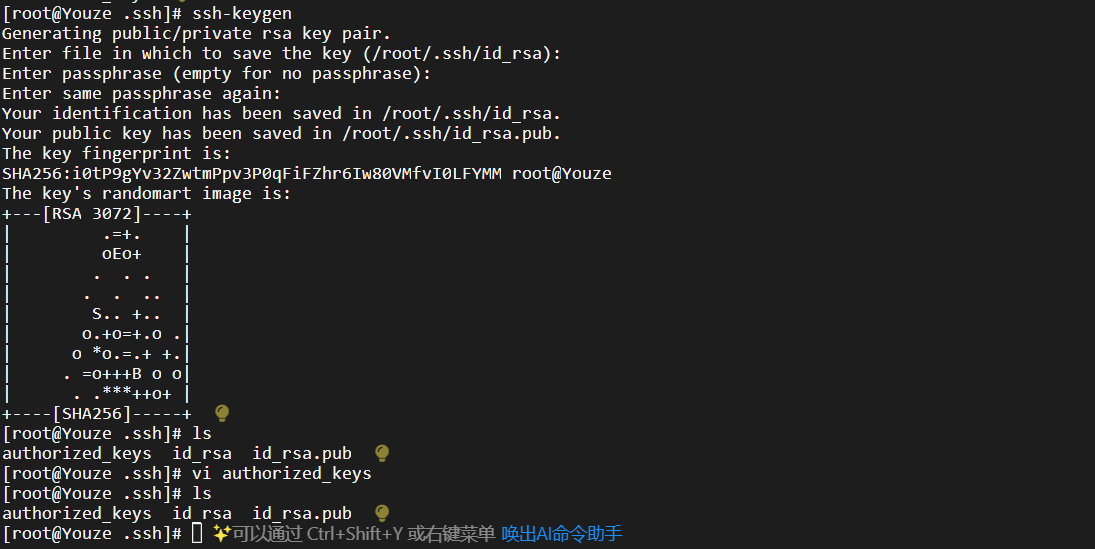 [root@Youze .ssh]# ssh-keygen
Generating public/private rsa key pair.
Enter file in which to save the key (/root/.ssh/id_rsa):
Enter passphrase (empty for no passphrase):
Enter same passphrase again:
Your identification has been saved in /root/.ssh/id_rsa.
Your public key has been saved in /root/.ssh/id_rsa.pub.
The key fingerprint is:
SHA256:i0tP9gYv32ZwtmPpv3P0qFiFZhr6Iw80VMfvI0LFYMM root@Youze
The key's randomart image is:
+---[RSA 3072]----+
|         .=+.    |
|         oEo+    |
|        .  . .   |
|       .  .  ..  |
|        S.. +..  |
|       o.+o=+.o .|
|      o *o.=.+ +.|
|     . =o+++B o o|
|      . .***++o+ |
+----[SHA256]-----+
[root@Youze .ssh]# ls
authorized_keys  id_rsa  id_rsa.pub
[root@Youze .ssh]# vi authorized_keys
[root@Youze .ssh]# ls
authorized_keys  id_rsa  id_rsa.pub
[root@Youze .ssh]# ✨可以通过 Ctrl+Shift+Y 或右键菜单 唤出AI命令助手